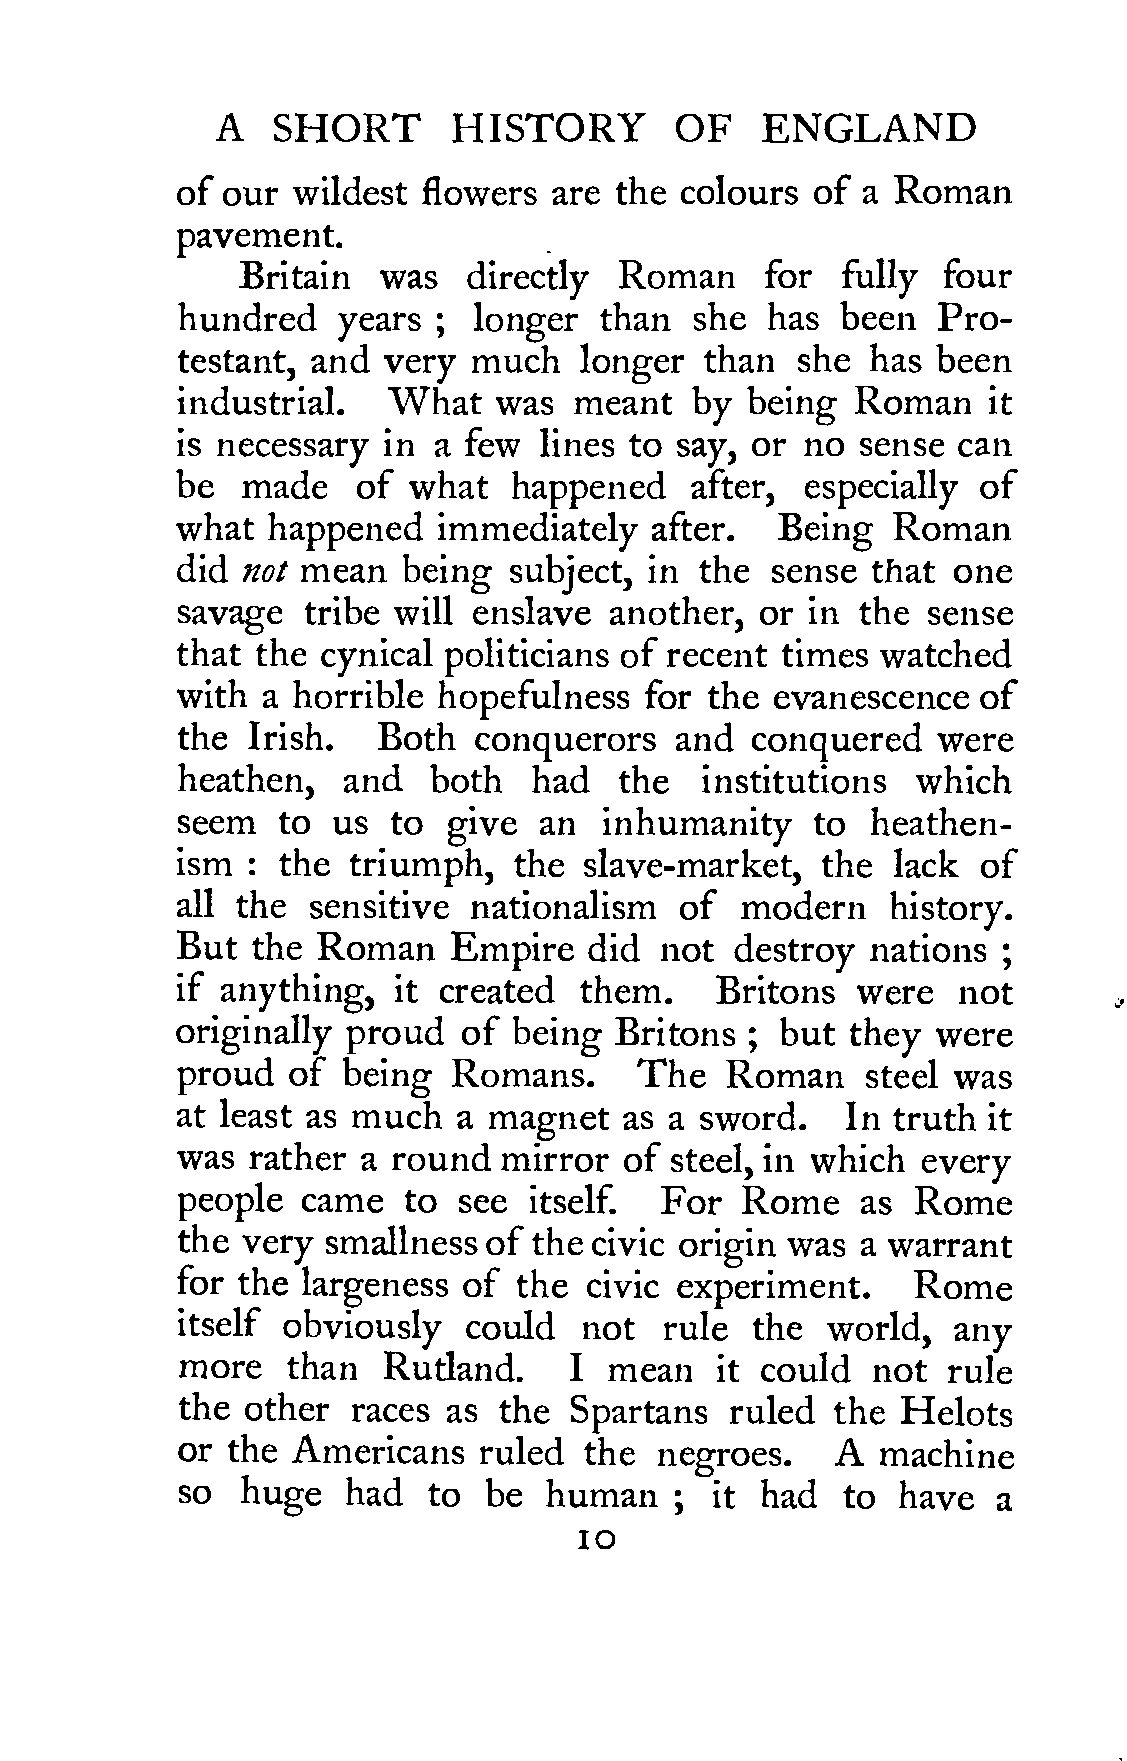 A SHORT HISTORY OF ENGLAND
of our wildest flowers are the colours of a Roman
pavement.
Britain was directly Roman for fully four
hundred years ; longer than she has been Pro-
testant, and very much longer than she has been
industrial. What was meant by being Roman it
is necessary in a few lines to say, or no sense can
be made of what happened after, especially of
what happened immediately after. Being Roman
did not mean being subject, in the sense that one
savage tribe will enslave another, or in the sense
that the cynical politicians of recent times watched
with a horrible hopefulness for the evanescence of
the Irish. Both conquerors and conquered were
heathen, and both had the institutions which
seem to us to give an inhumanity to heathen-
ism : the triumph, the slave-market, the lack of
all the sensitive nationalism of modern history.
But the Roman Empire did not destroy nations ;
if anything, it created them. Britons were not
originally proud of being Britons ; but they were
proud of being Romans. The Roman steel was
at least as much a magnet as a sword. In truth it
was rather a round mirror of steel, in which every
people came to see itself. For Rome as Rome
the very smallness of the civic origin was a warrant
for the largeness of the civic experiment. Rome
itself obviously could not rule the world, any
more than Rutland. I mean it could not rule
the other races as the Spartans ruled the Helots
or the Americans ruled the negroes. A machine
so huge had to be human ; it had to have a
10